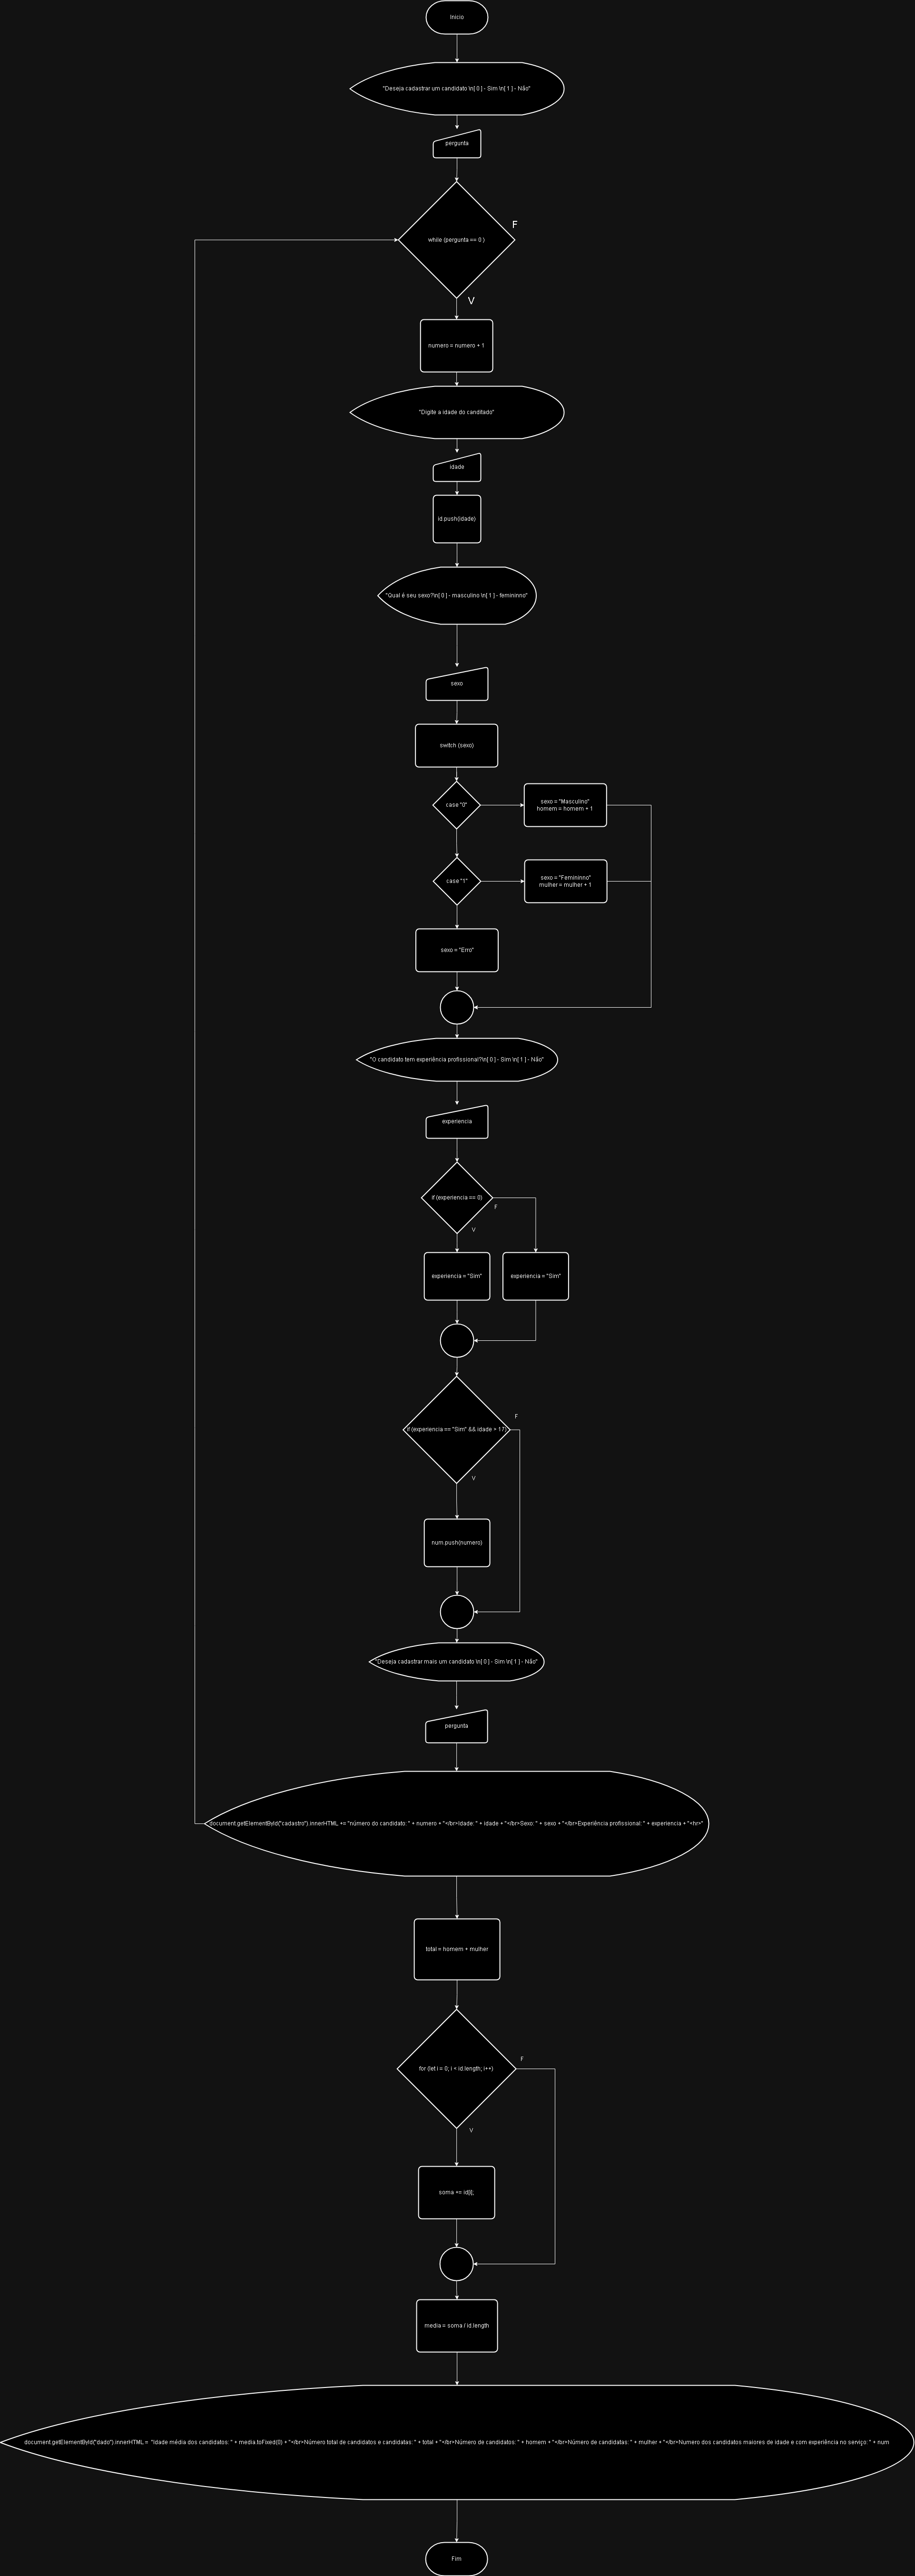 Inicio
"Deseja cadastrar um candidato \n[ 0 ] - Sim \n[ 1 ] - Não"
pergunta
while (pergunta == 0 )
F
V
numero = numero + 1
"Digite a idade do canditado"
idade
id.push(idade)
"Qual é seu sexo?\n[ 0 ] - masculino \n[ 1 ] - femininno"
sexo
switch (sexo)
case "0"
sexo = "Masculino"
homem = homem + 1
case "1"
sexo = "Femininno"
mulher = mulher + 1
sexo = "Erro"
"O candidato tem experiência profissional?\n[ 0 ] - Sim \n[ 1 ] - Não"
experiencia
if (experiencia == 0)
F
V
experiencia = "Sim"
experiencia = "Sim"
F
if (experiencia == "Sim" && idade > 17)
V
num.push(numero)
"Deseja cadastrar mais um candidato \n[ 0 ] - Sim \n[ 1 ] - Não"
pergunta
document.getElementById("cadastro").innerHTML += "número do candidato: " + numero + "</br>Idade: " + idade + "</br>Sexo: " + sexo + "</br>Experiência profissional: " + experiencia + "<hr>"
total = homem + mulher
F
for (let i = 0; i < id.length; i++)
V
soma += id[i];
media = soma / id.length
document.getElementById("dado").innerHTML = "Idade média dos candidatos: " + media.toFixed(0) + "</br>Número total de candidatos e candidatas: " + total + "</br>Número de candidatos: " + homem + "</br>Número de candidatas: " + mulher + "</br>Numero dos candidatos maiores de idade e com experiência no serviço: " + num
Fim